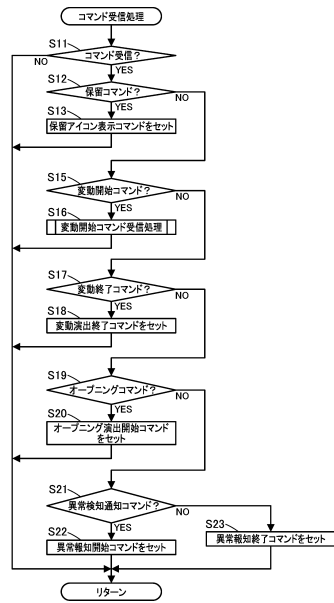 コマンド受信処理
S11
コマンド受信？
NO
YES
S12
保留コマンド？
NO
YES
S13
保留アイコン表示コマンドをセット
S15
変動開始コマンド？
NO
YES
S16
変動開始コマンド受信処理
S17
変動終了コマンド？
NO
YES
S18
変動演出終了コマンドをセット
S19
オープニングコマンド？
NO
YES
S20
オープニング演出開始コマンド
をセット
S21
異常検知通知コマンド？
NO
YES
S22
異常報知開始コマンドをセット
S23
異常報知終了コマンドをセット
リターン